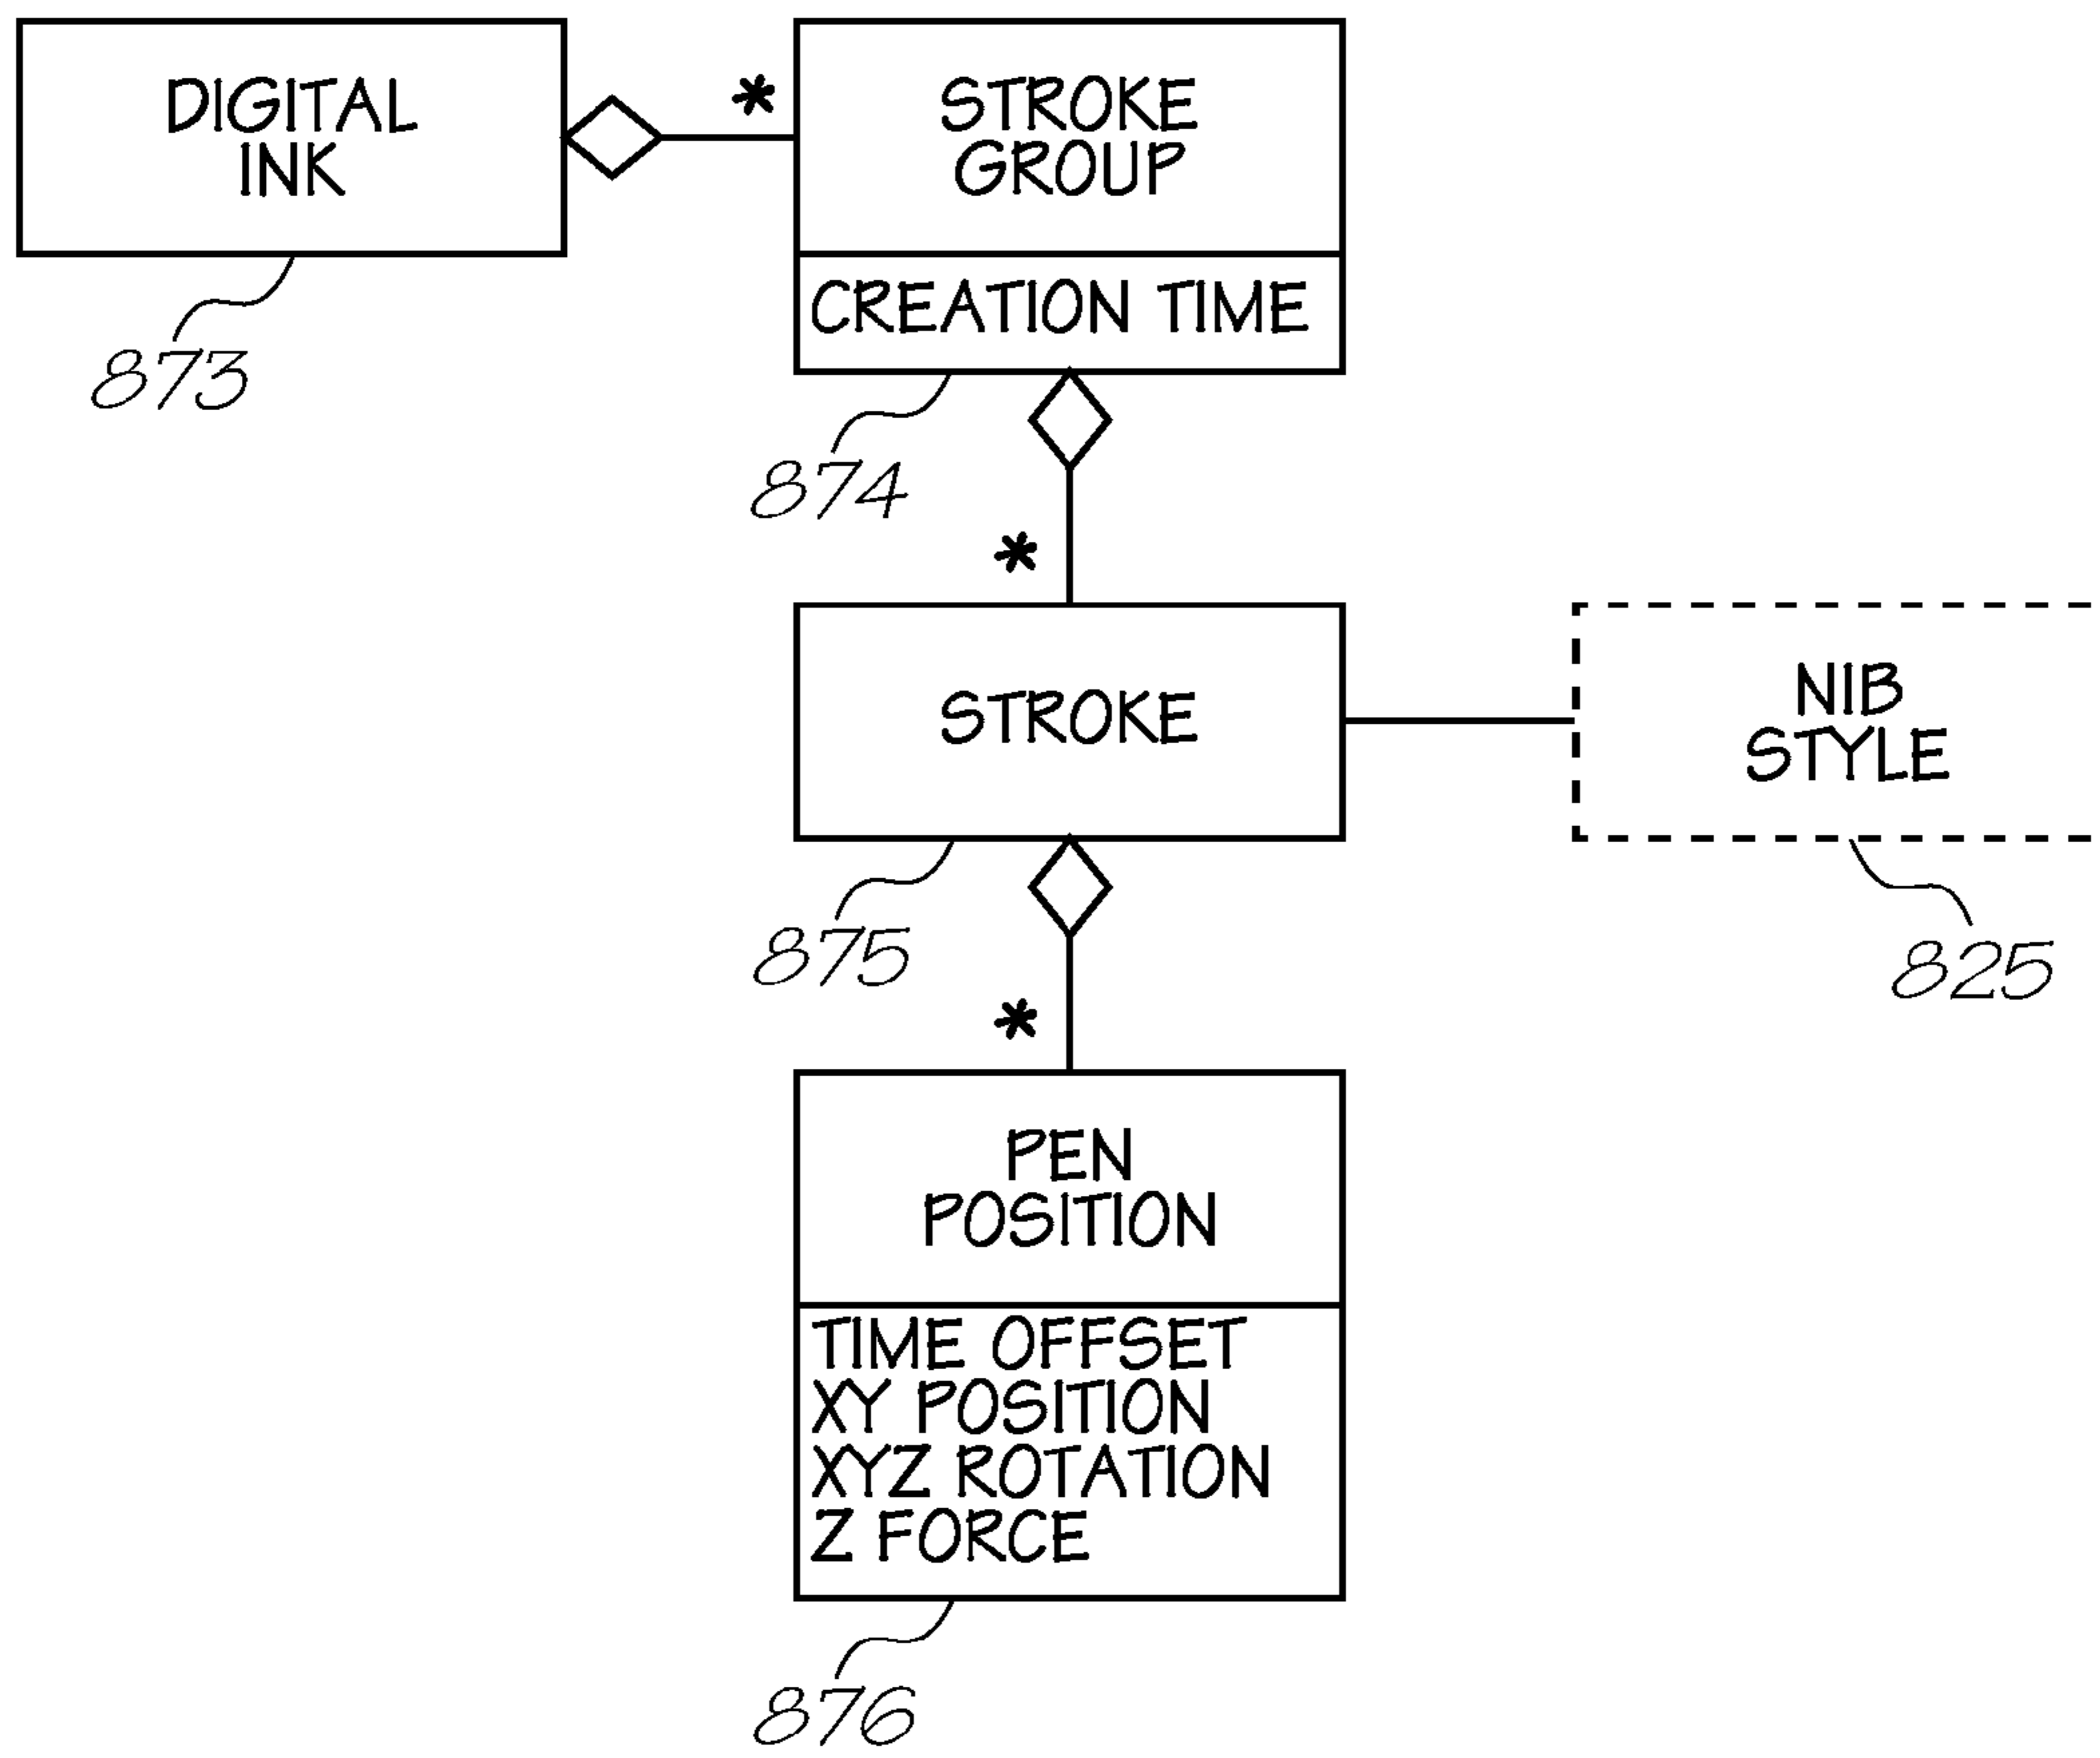 DIGITAL
INK
*
STROKE
GROUP
CREATION TIME
873
874
*
STROKE
NIB
STYLE
875
825
*
PEN
POSITION
TIME OFFSET
XY POSITION
XYZ ROTATION
Z FORCE
876